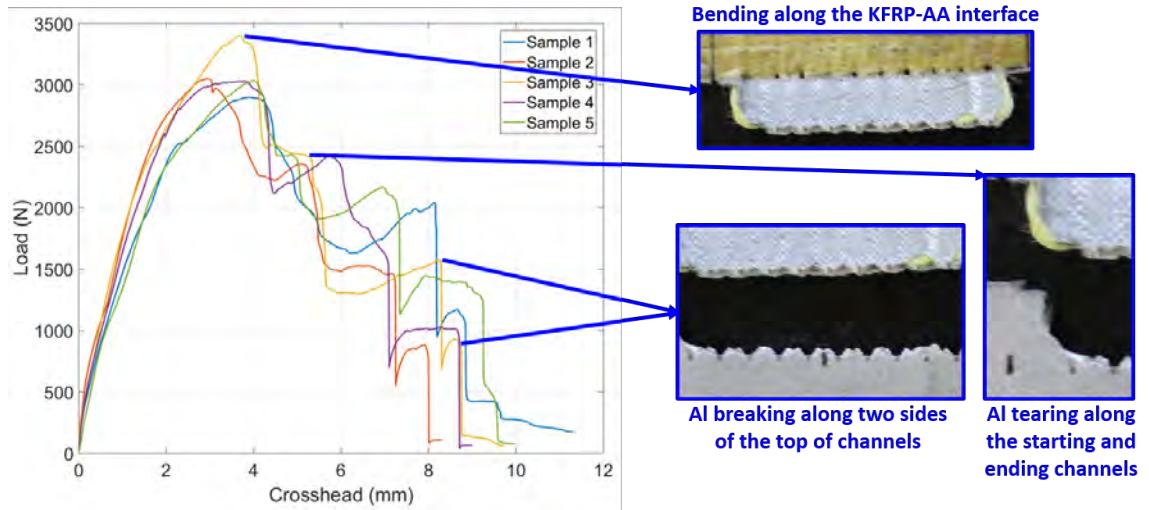 Bending along the KFRP-AA interface
3500
3000
2500
2000
1500
1000
500
0
Load (N)
0 2 4 6 8 10 12
Crosshead (mm)
Sample 1
Sample 2
Sample 3
Sample 4
Sample 5
Al breaking along two sides
of the top of channels
Al tearing along
the starting and
ending channels